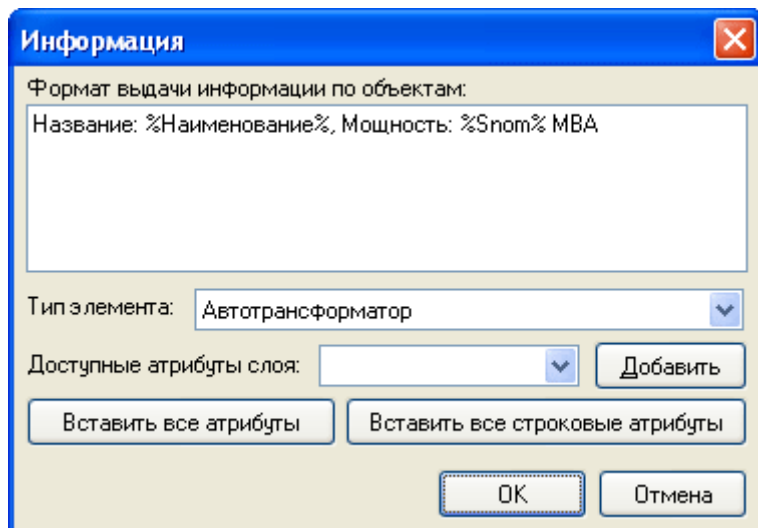 Информация
Формат выдачи информации по объектам:
Название: %Наименование%, Мощность: %Snom% МВА
Тип элемента: Автотрансформатор
Доступные атрибуты слоя: Добавить
Вставить все атрибуты Вставить все строковые атрибуты
OK Отмена